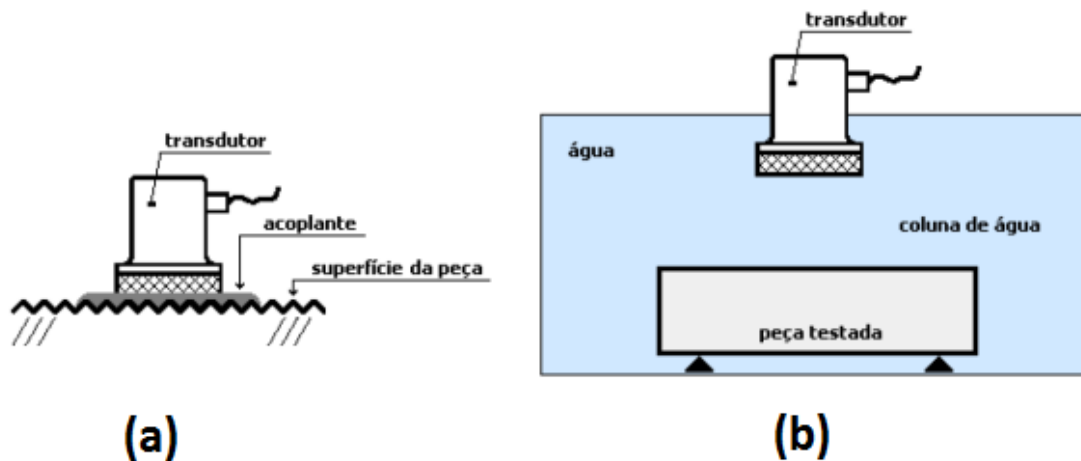 transdutor
acoplante
superfície da peça
(a)
transdutor
água
coluna de água
peça testada
(b)